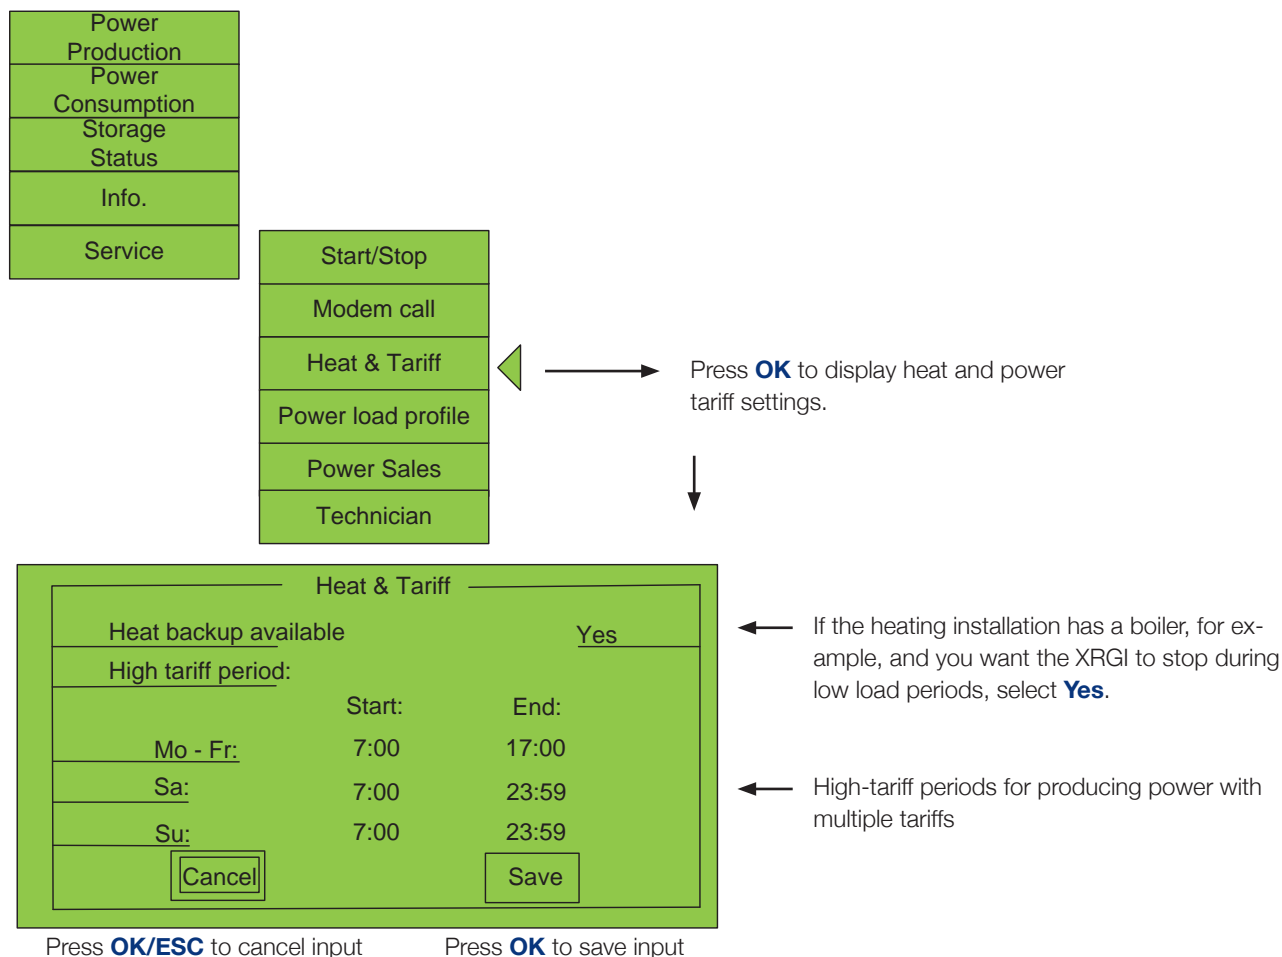 Power
Production
Power
Consumption
Storage
Status
Info.
Service
Start/Stop
Modem call
Heat & Tariff
Power load profile
Power Sales
Technician
Press OK to display heat and power
tariff settings.
Heat & Tariff
Heat backup available Yes
High tariff period:
Start: End:
Mo - Fr: 7:00 17:00
Sa: 7:00 23:59
Su: 7:00 23:59
Cancel Save
If the heating installation has a boiler, for ex-
ample, and you want the XRGI to stop during
low load periods, select Yes.
High-tariff periods for producing power with
multiple tariffs
Press OK/ESC to cancel input Press OK to save input